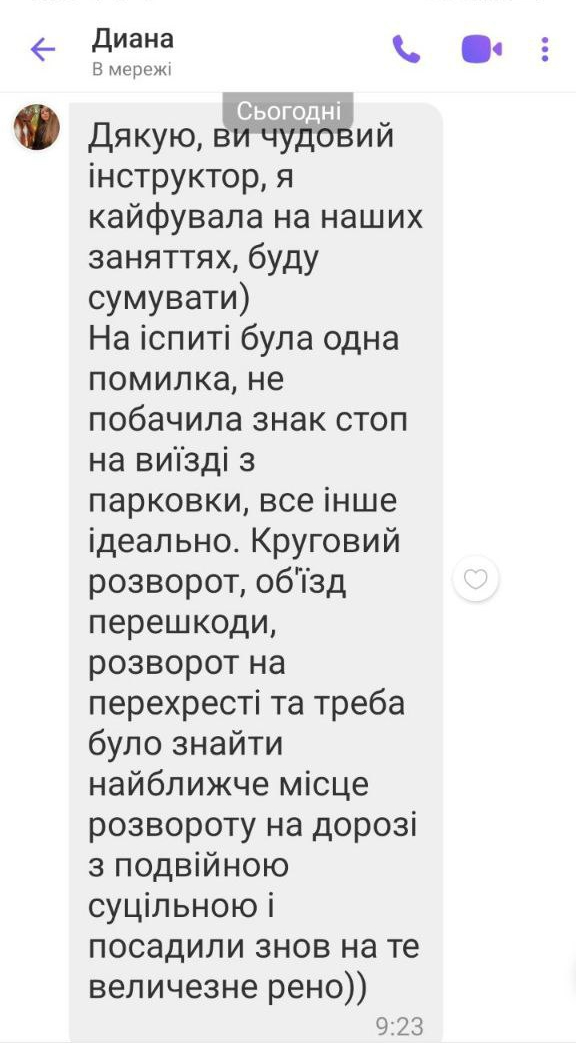 Диана
В мережі
Сьогодні
Дякую, ви чудовий
інструктор, я
кайфувала на наших
заняттях, буду
сумувати)
На іспиті була одна
помилка, не
побачила знак стоп
на виїзді з
парковки, все інше
ідеально. Круговий
розворот, об'їзд
перешкоди,
розворот на
перехресті та треба
було знайти
найближче місце
розвороту на дорозі
з подвійною
суцільною і
посадили знов на те
величезне рено))
9:23